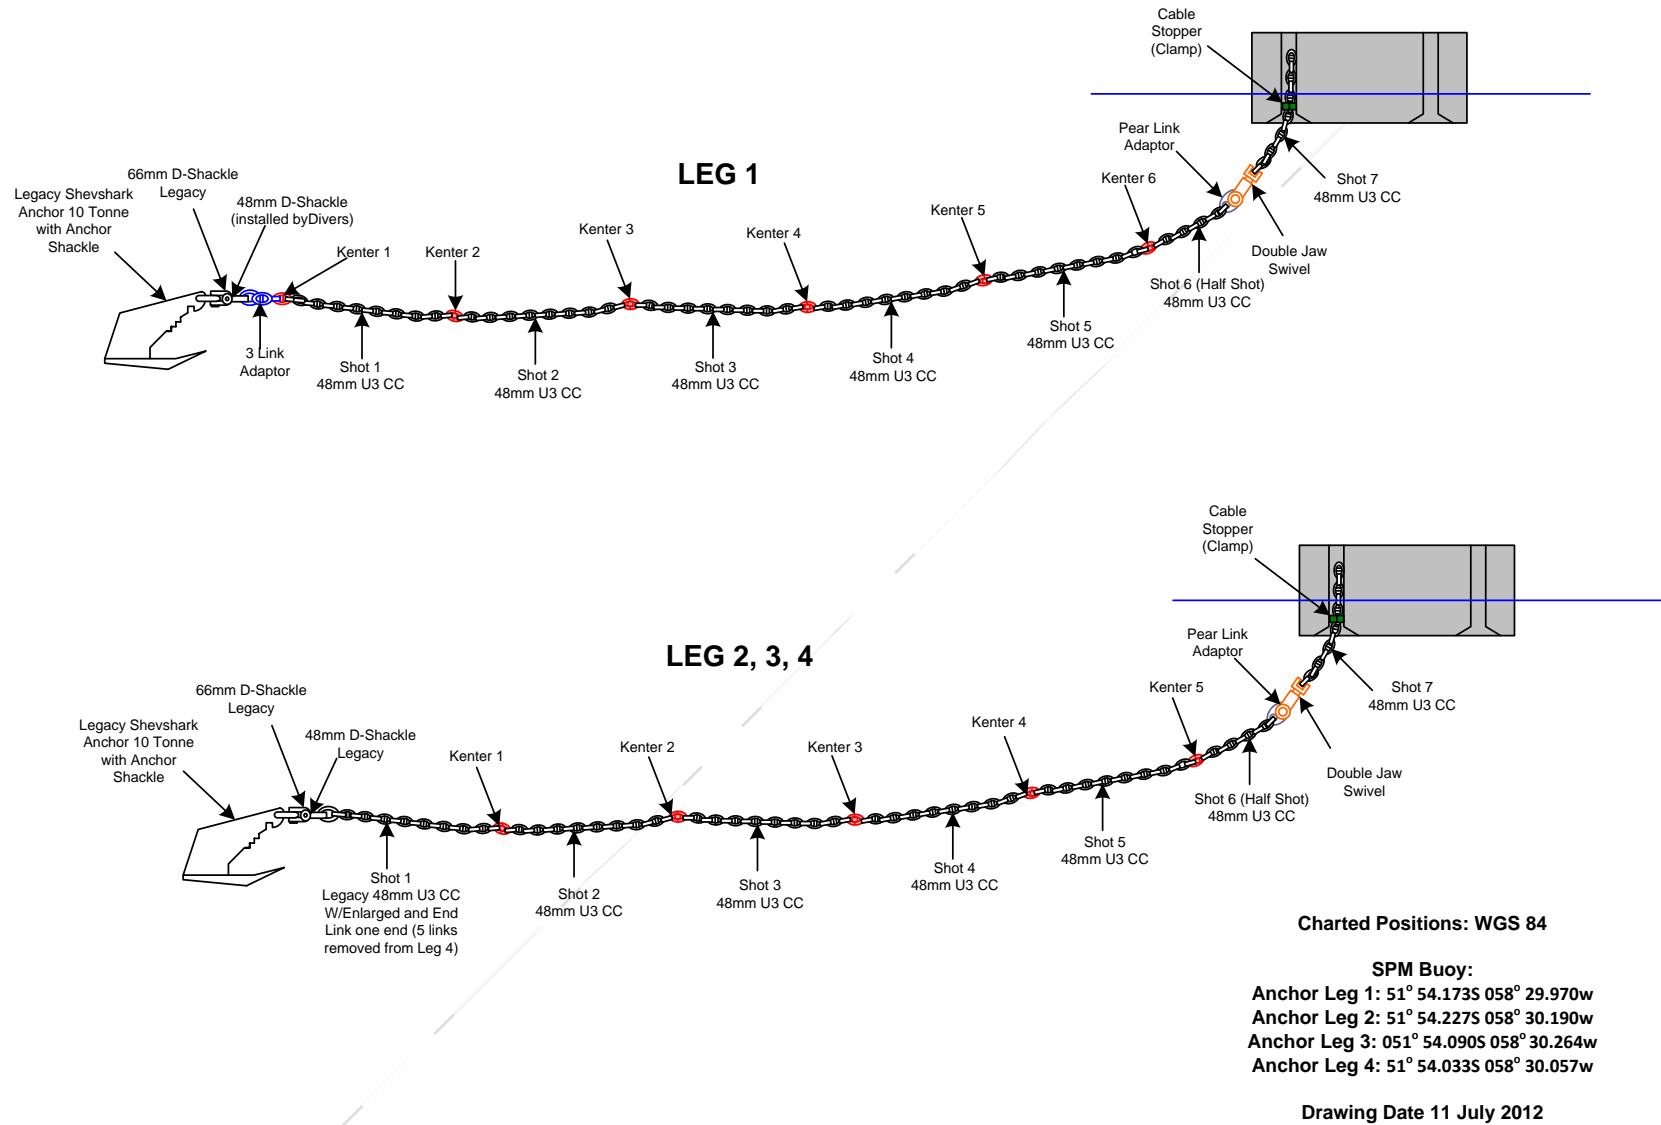 Cable
Stopper
(Clamp)
LEG 1
Pear Link
Adaptor
66mm D-Shackle
Legacy
Legacy Shevshark
Anchor 10 Tonne
with Anchor
Shackle
48mm D-Shackle
(installed byDivers)
Kenter 1
Kenter 2
Kenter 3
Kenter 4
Kenter 5
Kenter 6
Shot 7
48mm U3 CC
Double Jaw
Swivel
Shot 6 (Half Shot)
48mm U3 CC
3 Link
Adaptor
Shot 1
48mm U3 CC
Shot 2
48mm U3 CC
Shot 3
48mm U3 CC
Shot 4
48mm U3 CC
Shot 5
48mm U3 CC
Cable
Stopper
(Clamp)
LEG 2, 3, 4
Pear Link
Adaptor
66mm D-Shackle
Legacy
Legacy Shevshark
Anchor 10 Tonne
with Anchor
Shackle
48mm D-Shackle
Legacy
Kenter 1
Kenter 2
Kenter 3
Kenter 4
Kenter 5
Shot 7
48mm U3 CC
Double Jaw
Swivel
Shot 6 (Half Shot)
48mm U3 CC
Shot 1
Legacy 48mm U3 CC
W/Enlarged and End
Link one end (5 links
removed from Leg 4)
Shot 2
48mm U3 CC
Shot 3
48mm U3 CC
Shot 4
48mm U3 CC
Shot 5
48mm U3 CC
Charted Positions: WGS 84
SPM Buoy:
Anchor Leg 1: 51° 54.173S 058° 29.970w
Anchor Leg 2: 51° 54.227S 058° 30.190w
Anchor Leg 3: 051° 54.090S 058° 30.264w
Anchor Leg 4: 51° 54.033S 058° 30.057w
Drawing Date 11 July 2012